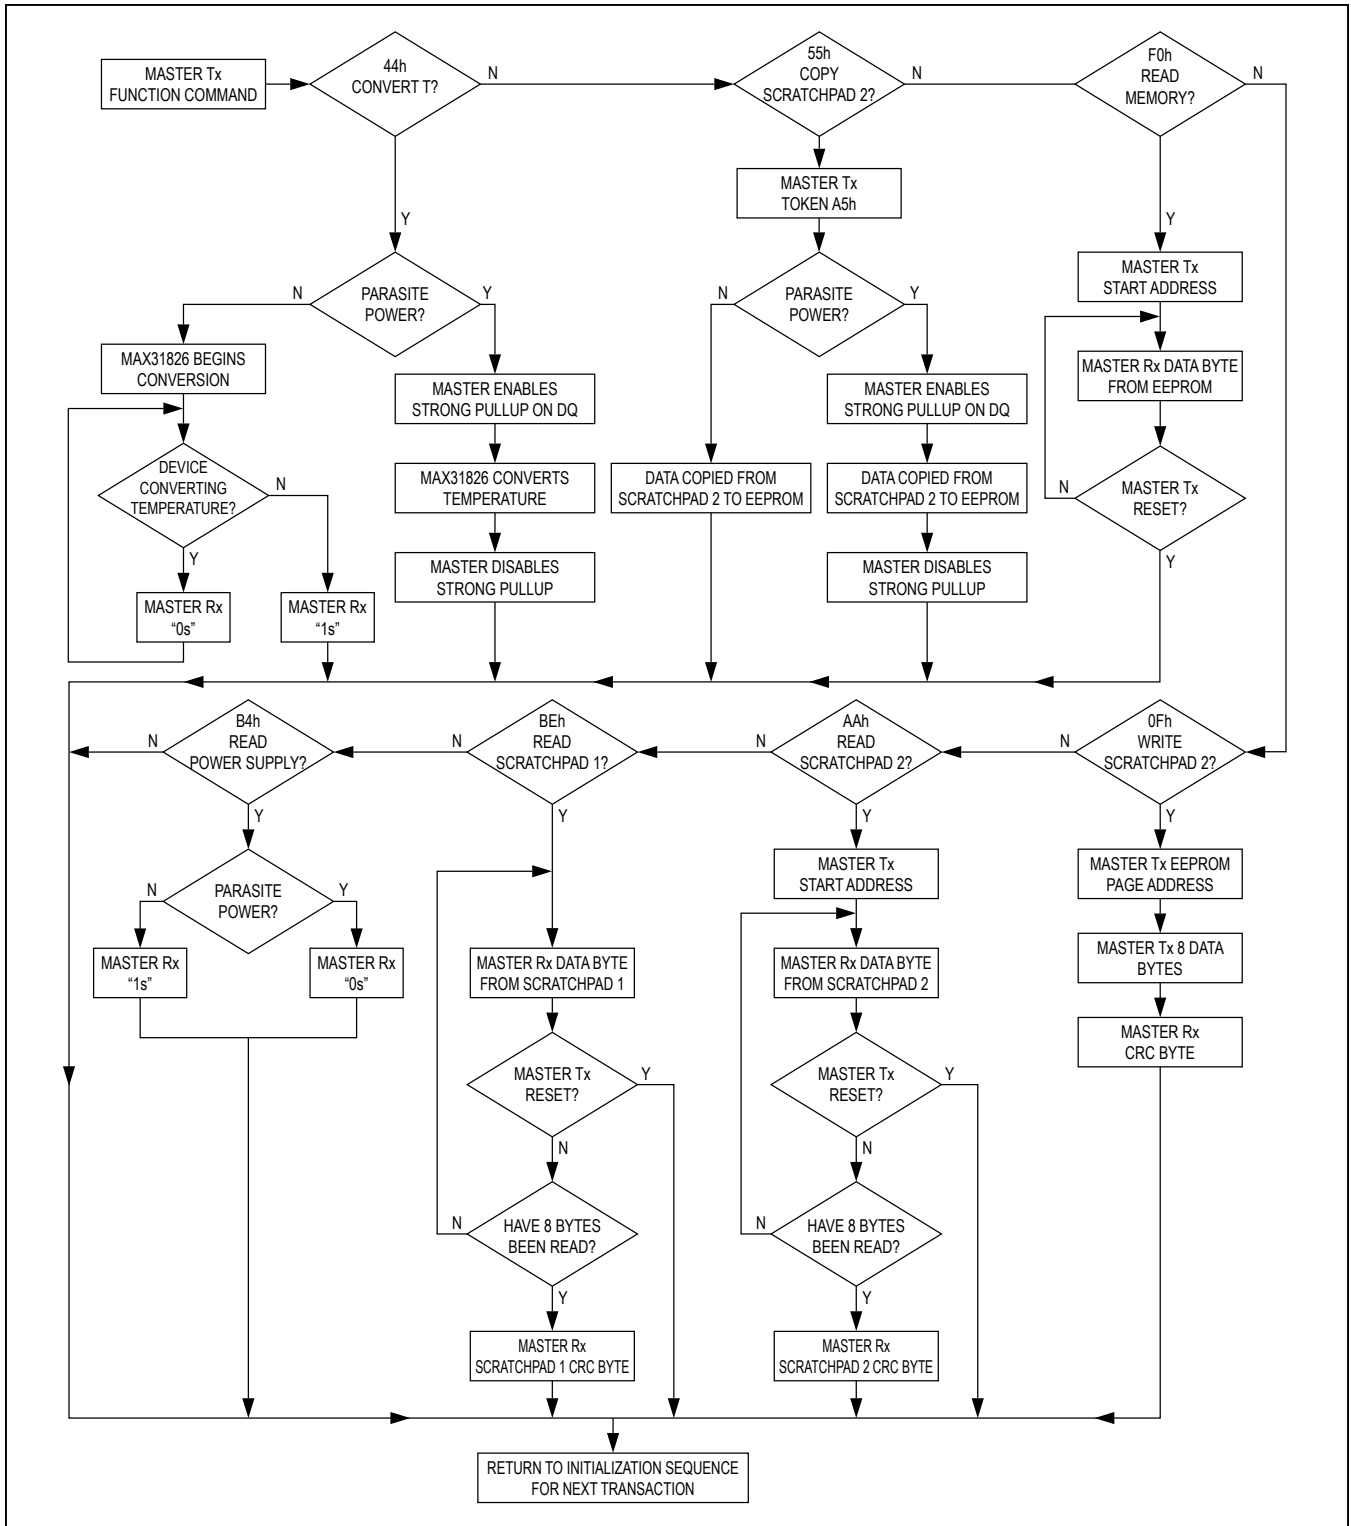 MASTER Tx
FUNCTION COMMAND
44h
CONVERT T?
N
Y
55h
COPY
SCRATCHPAD 2?
N
F0h
READ
MEMORY?
N
Y
MASTER Tx
TOKEN A5h
PARASITE
POWER?
N
Y
PARASITE
POWER?
N
Y
MASTER Tx
START ADDRESS
MAX31826 BEGINS
CONVERSION
MASTER ENABLES
STRONG PULLUP ON DQ
MASTER ENABLES
STRONG PULLUP ON DQ
MASTER Rx DATA BYTE
FROM EEPROM
DEVICE
CONVERTING
TEMPERATURE?
N
Y
MAX31826 CONVERTS
TEMPERATURE
DATA COPIED FROM
SCRATCHPAD 2 TO EEPROM
DATA COPIED FROM
SCRATCHPAD 2 TO EEPROM
MASTER Tx
RESET?
N
Y
MASTER Rx
“0s”
MASTER Rx
“1s”
MASTER DISABLES
STRONG PULLUP
MASTER DISABLES
STRONG PULLUP
B4h
READ
POWER SUPPLY?
N
Y
BEh
READ
SCRATCHPAD 1?
N
Y
AAh
READ
SCRATCHPAD 2?
N
Y
0Fh
WRITE
SCRATCHPAD 2?
N
Y
PARASITE
POWER?
N
Y
MASTER Tx
START ADDRESS
MASTER Tx EEPROM
PAGE ADDRESS
MASTER Rx
“1s”
MASTER Rx
“0s”
MASTER Rx DATA BYTE
FROM SCRATCHPAD 1
MASTER Rx DATA BYTE
FROM SCRATCHPAD 2
MASTER Tx 8 DATA
BYTES
MASTER Rx
CRC BYTE
MASTER Tx
RESET?
Y
N
MASTER Tx
RESET?
Y
N
HAVE 8 BYTES
BEEN READ?
N
Y
HAVE 8 BYTES
BEEN READ?
N
Y
MASTER Rx
SCRATCHPAD 1 CRC BYTE
MASTER Rx
SCRATCHPAD 2 CRC BYTE
RETURN TO INITIALIZATION SEQUENCE
FOR NEXT TRANSACTION